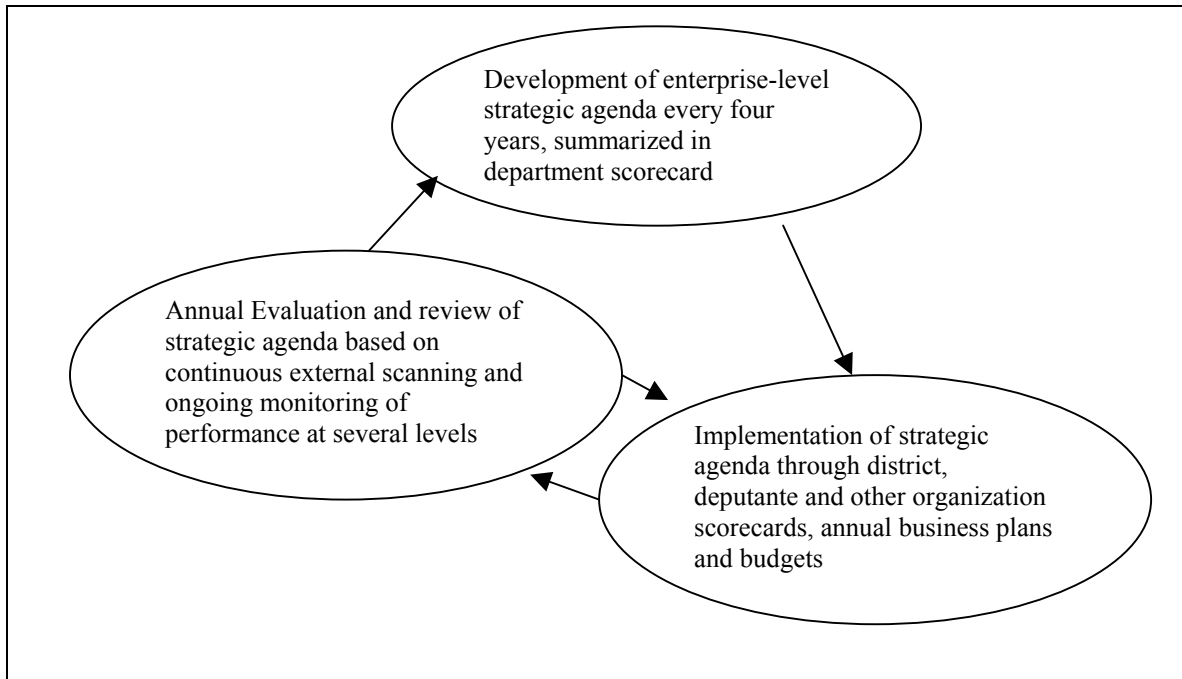 Development of enterprise-level
strategic agenda every four
years, summarized in
department scorecard
Annual Evaluation and review of
strategic agenda based on
continuous external scanning and
ongoing monitoring of
performance at several levels
Implementation of strategic
agenda through district,
deputante and other organization
scorecards, annual business plans
and budgets